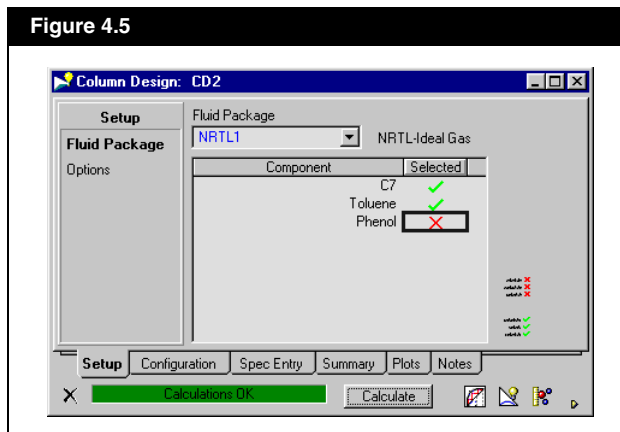 Figure 4.5
Column Design: CD2
Setup
Fluid Package
Options
Fluid Package
NRTL1
NRTL-Ideal Gas
Component Selected
C7
Toluene
Phenol
Setup Configuration Spec Entry Summary Plots Notes
Calculations OK
Calculate